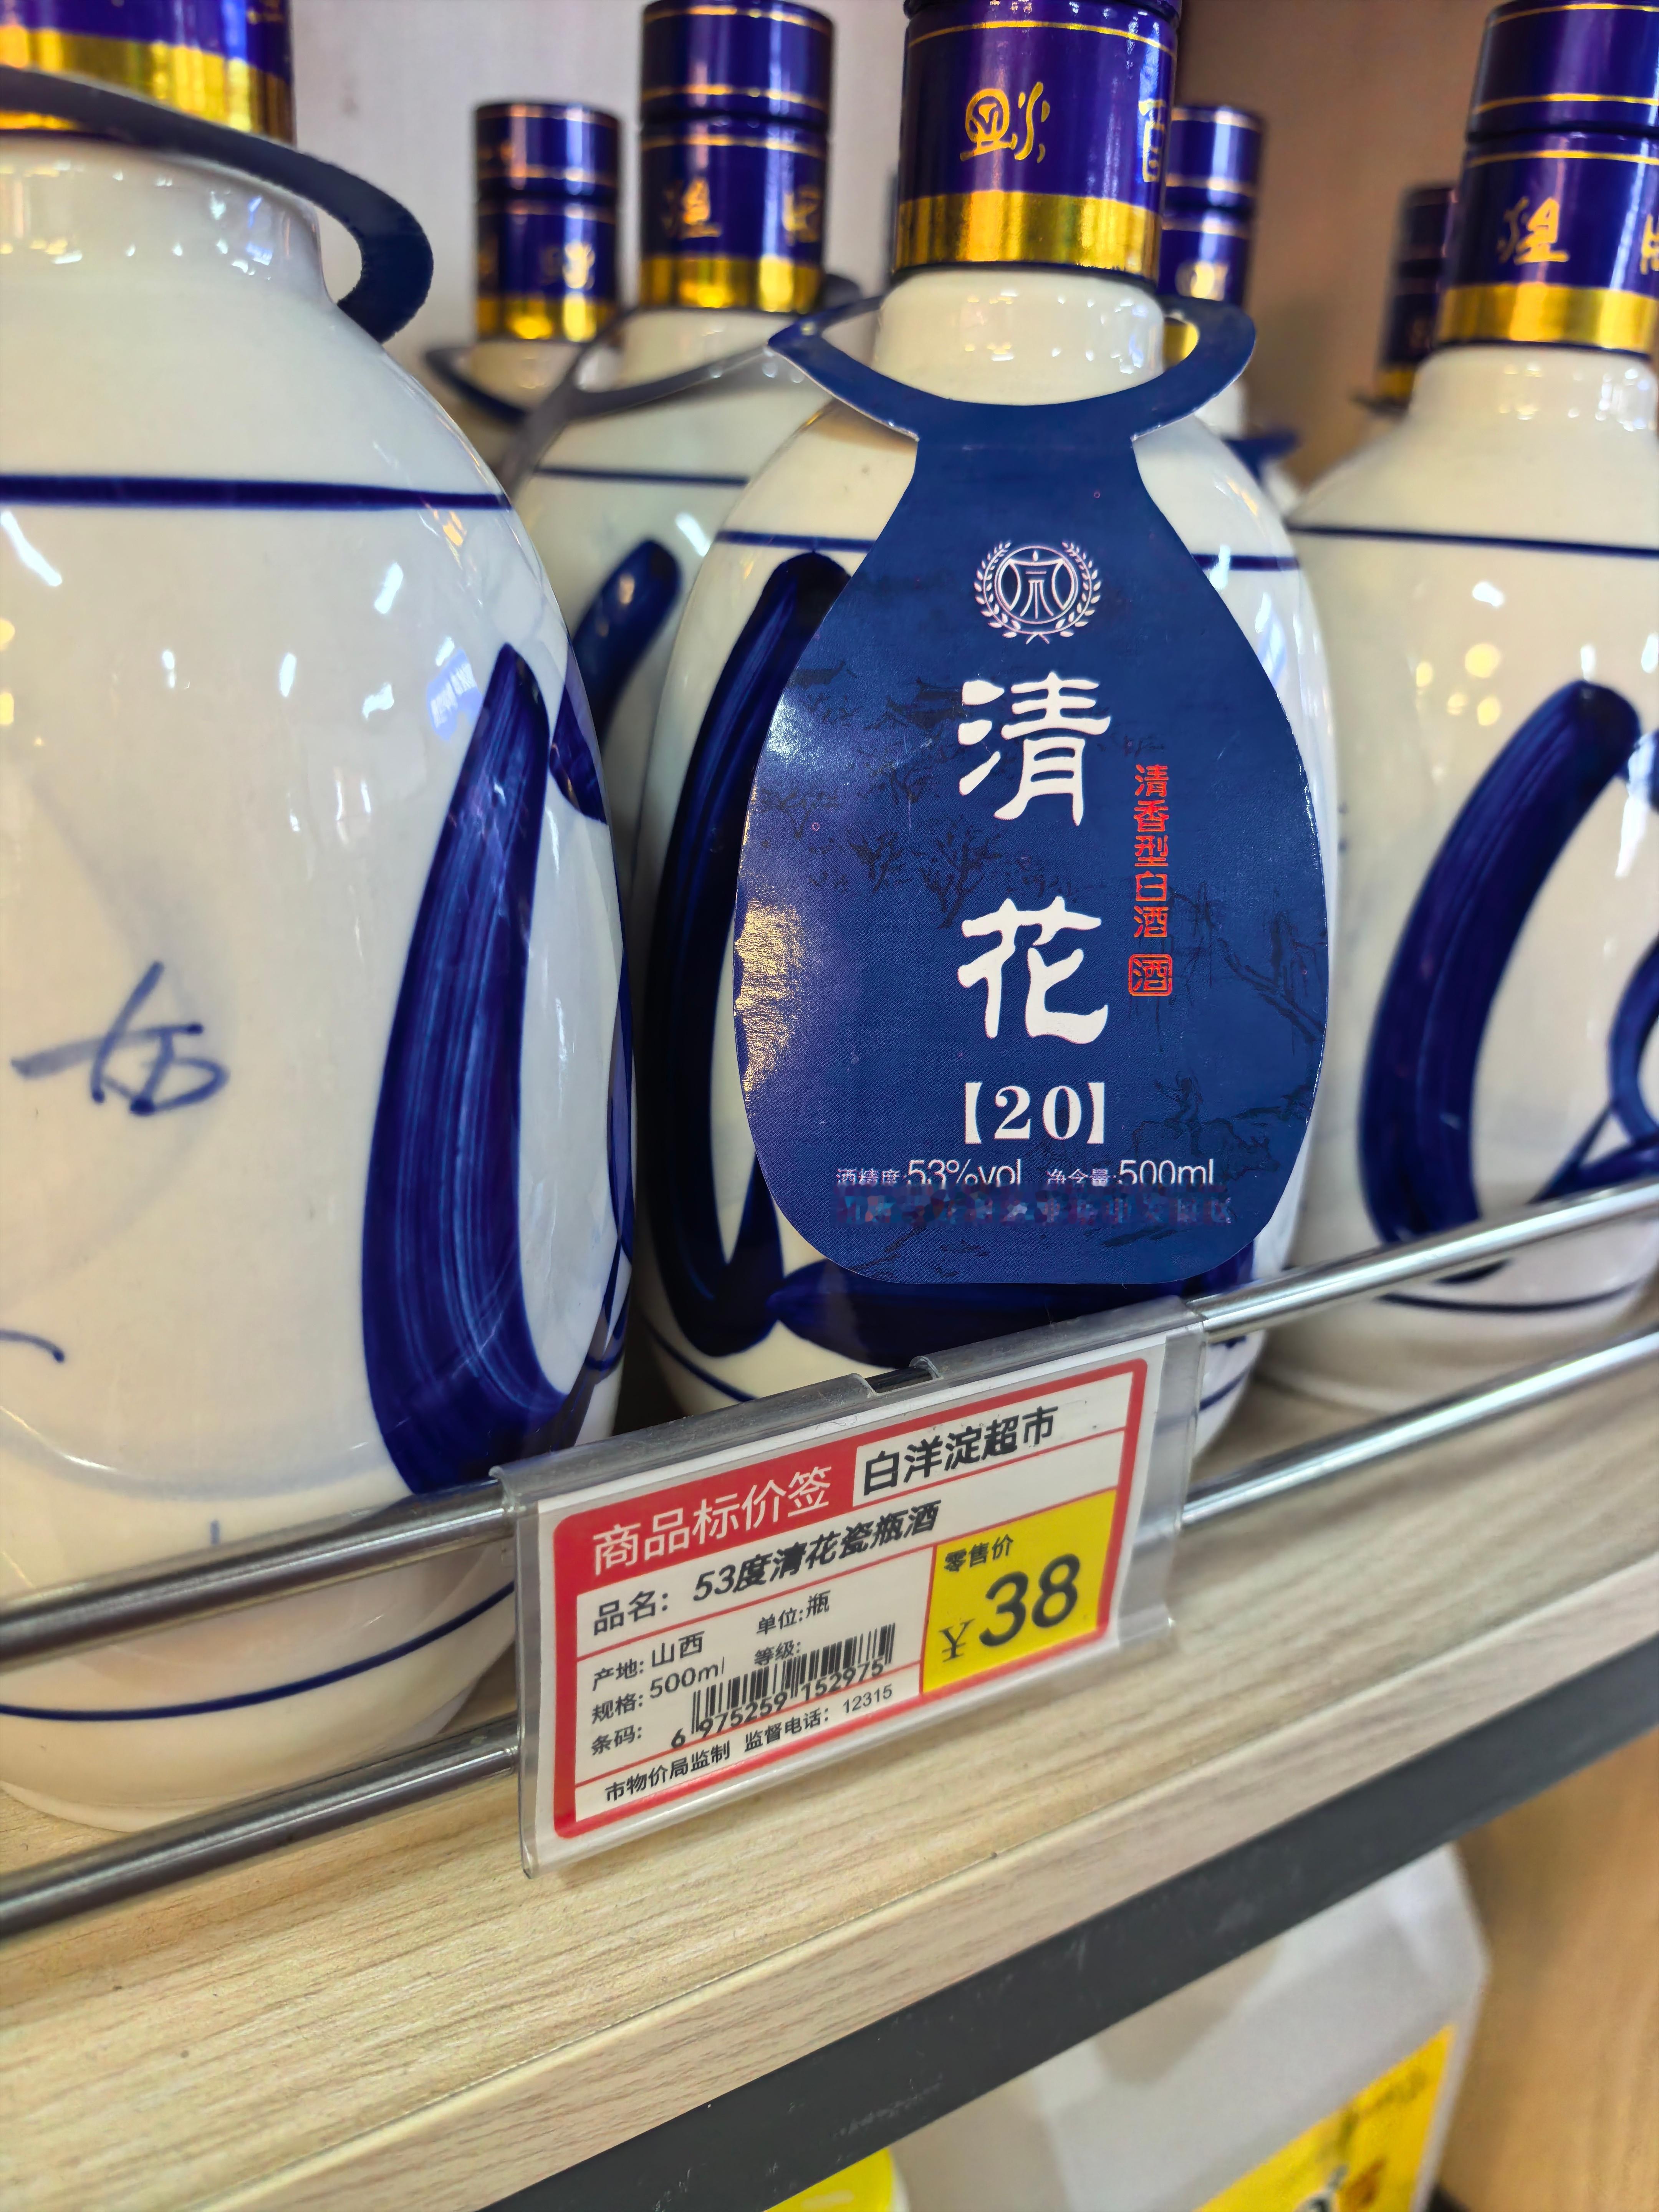 清花
清香型白酒
酒
【20】
酒精度:53%vol 净含量:500ml
商品标价签 白洋淀超市
品名: 53度清花瓷瓶酒
产地: 山西 单位: 瓶
规格: 500ml 等级:
条码: 6 975259 152975
零售价
¥38
市物价局监制 监督电话: 12315